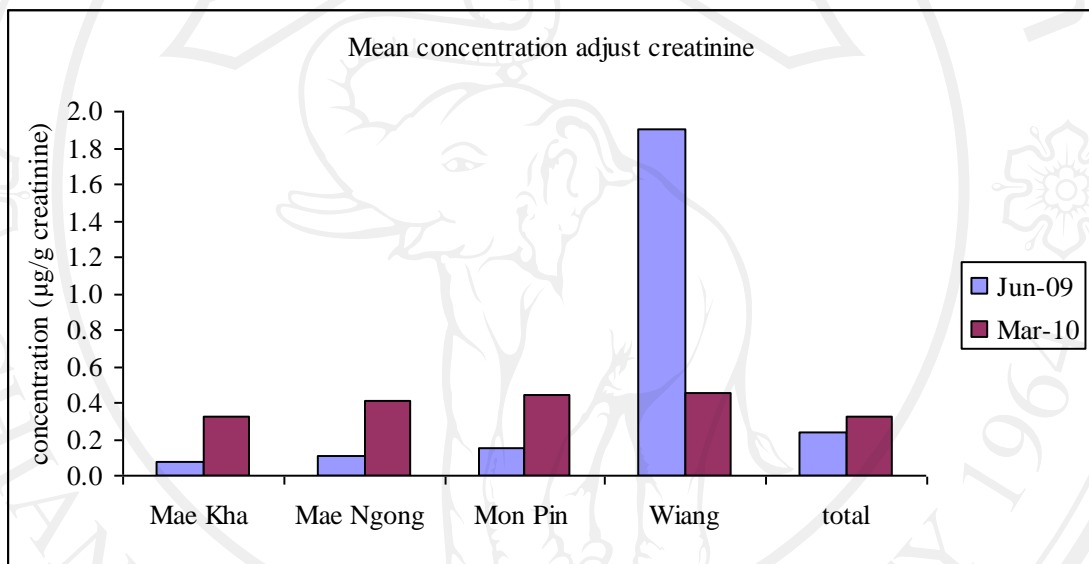 Mean concentration adjust creatinine
concentration (µg/g creatinine)
2.0
1.8
1.6
1.4
1.2
1.0
0.8
0.6
0.4
0.2
0.0
Mae Kha
Mae Ngong
Mon Pin
Wiang
total
Jun-09
Mar-10
1964